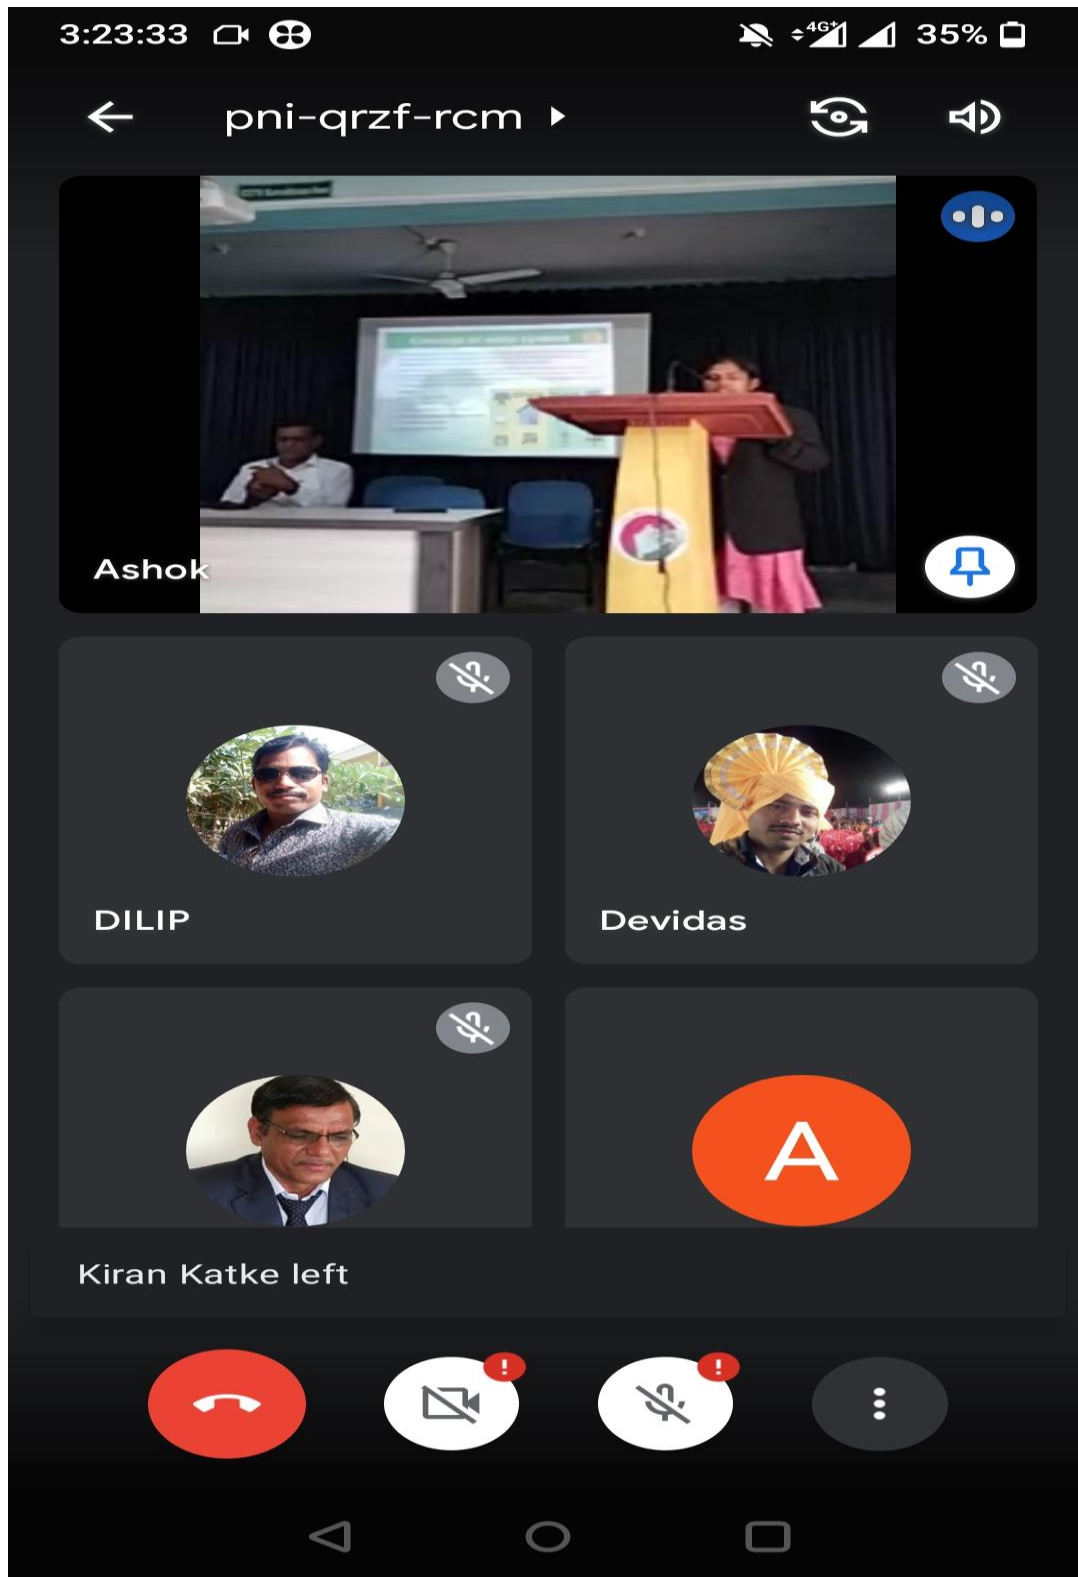 3:23:33 4G+ 35%
pni-qrzf-rcm
Ashok
DILIP
Devidas
A
Kiran Katke left